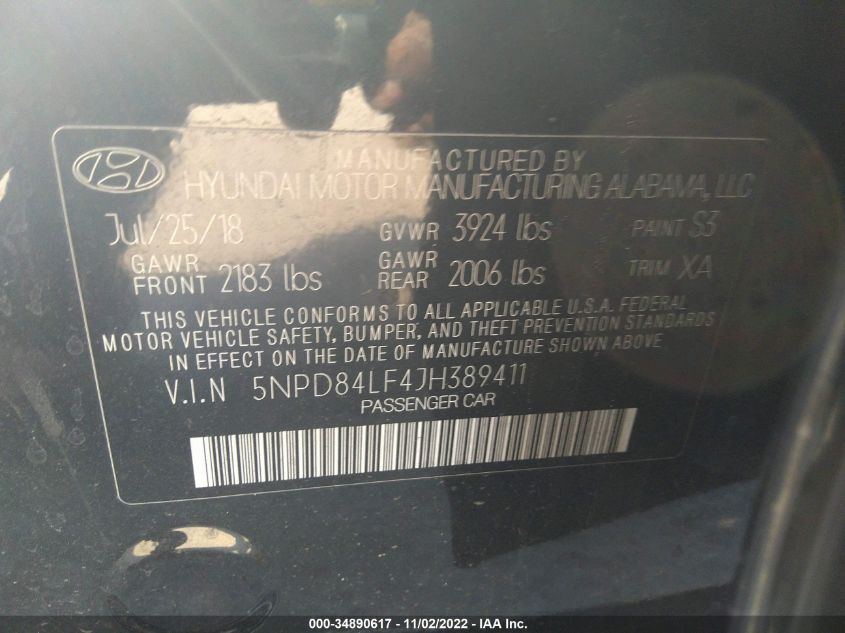 MANUFACTURED BY
HYUNDAI MOTOR MANUFACTURING ALABAMA, LLC
Jul/25/18 GVWR 3924 lbs PAINT S3
GAWR FRONT 2183 lbs GAWR REAR 2006 lbs TRIM XA
THIS VEHICLE CONFORMS TO ALL APPLICABLE U.S.A. FEDERAL
MOTOR VEHICLE SAFETY, BUMPER, AND THEFT PREVENTION STANDARDS
IN EFFECT ON THE DATE OF MANUFACTURE SHOWN ABOVE
V.I.N 5NPD84LF4JH389411
PASSENGER CAR
000-34890617 - 11/02/2022 - IAA Inc.